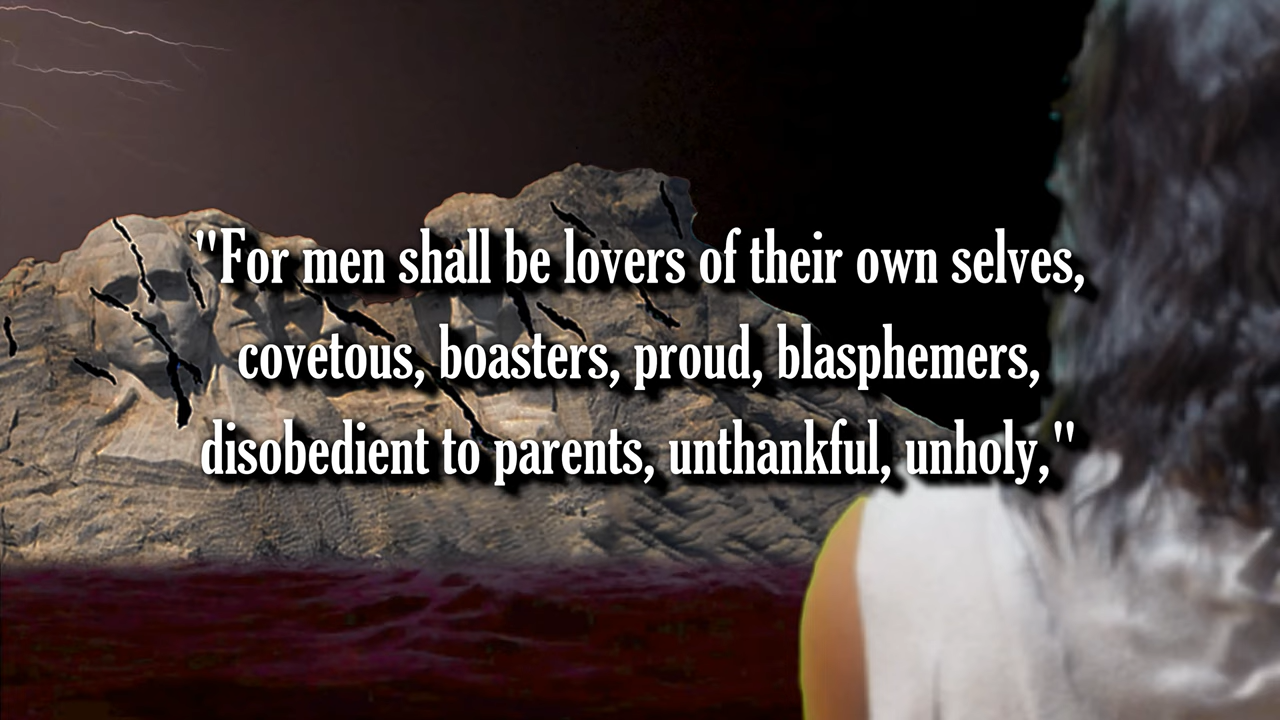 "For men shall be lovers of their own selves,
covetous, boasters, proud, blasphemers,
disobedient to parents, unthankful, unholy,"